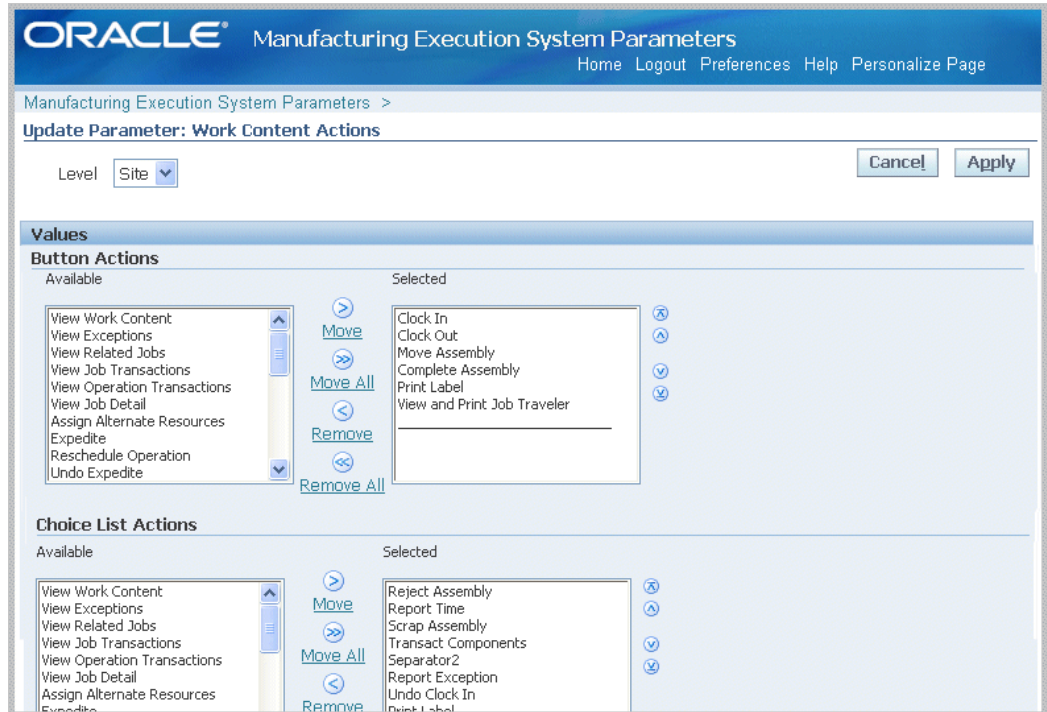 ORACLE® Manufacturing Execution System Parameters
Home Logout Preferences Help Personalize Page
Manufacturing Execution System Parameters >
Update Parameter: Work Content Actions
Level Site
Cancel Apply
Values
Button Actions
Available
View Work Content
View Exceptions
View Related Jobs
View Job Transactions
View Operation Transactions
View Job Detail
Assign Alternate Resources
Expedite
Reschedule Operation
Undo Expedite
Move
Move All
Remove
Remove All
Selected
Clock In
Clock Out
Move Assembly
Complete Assembly
Print Label
View and Print Job Traveler
Choice List Actions
Available
View Work Content
View Exceptions
View Related Jobs
View Job Transactions
View Operation Transactions
View Job Detail
Assign Alternate Resources
Expedite
Move
Move All
Remove
Selected
Reject Assembly
Report Time
Scrap Assembly
Transact Components
Separator2
Report Exception
Undo Clock In
Print Label